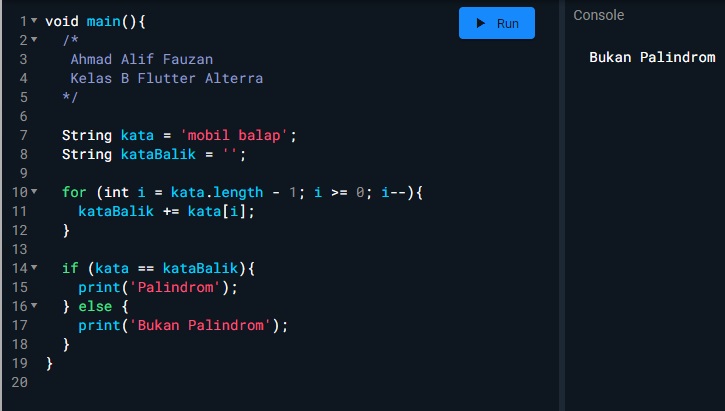 1 void main(){
2   /*
3    Ahmad Alif Fauzan
4    Kelas B Flutter Alterra
5   */
6
7   String kata = 'mobil balap';
8   String kataBalik = '';
9
10   for (int i = kata.length - 1; i >= 0; i--){
11     kataBalik += kata[i];
12   }
13
14   if (kata == kataBalik){
15     print('Palindrom');
16   } else {
17     print('Bukan Palindrom');
18   }
19 }
20
Run
Console
Bukan Palindrom